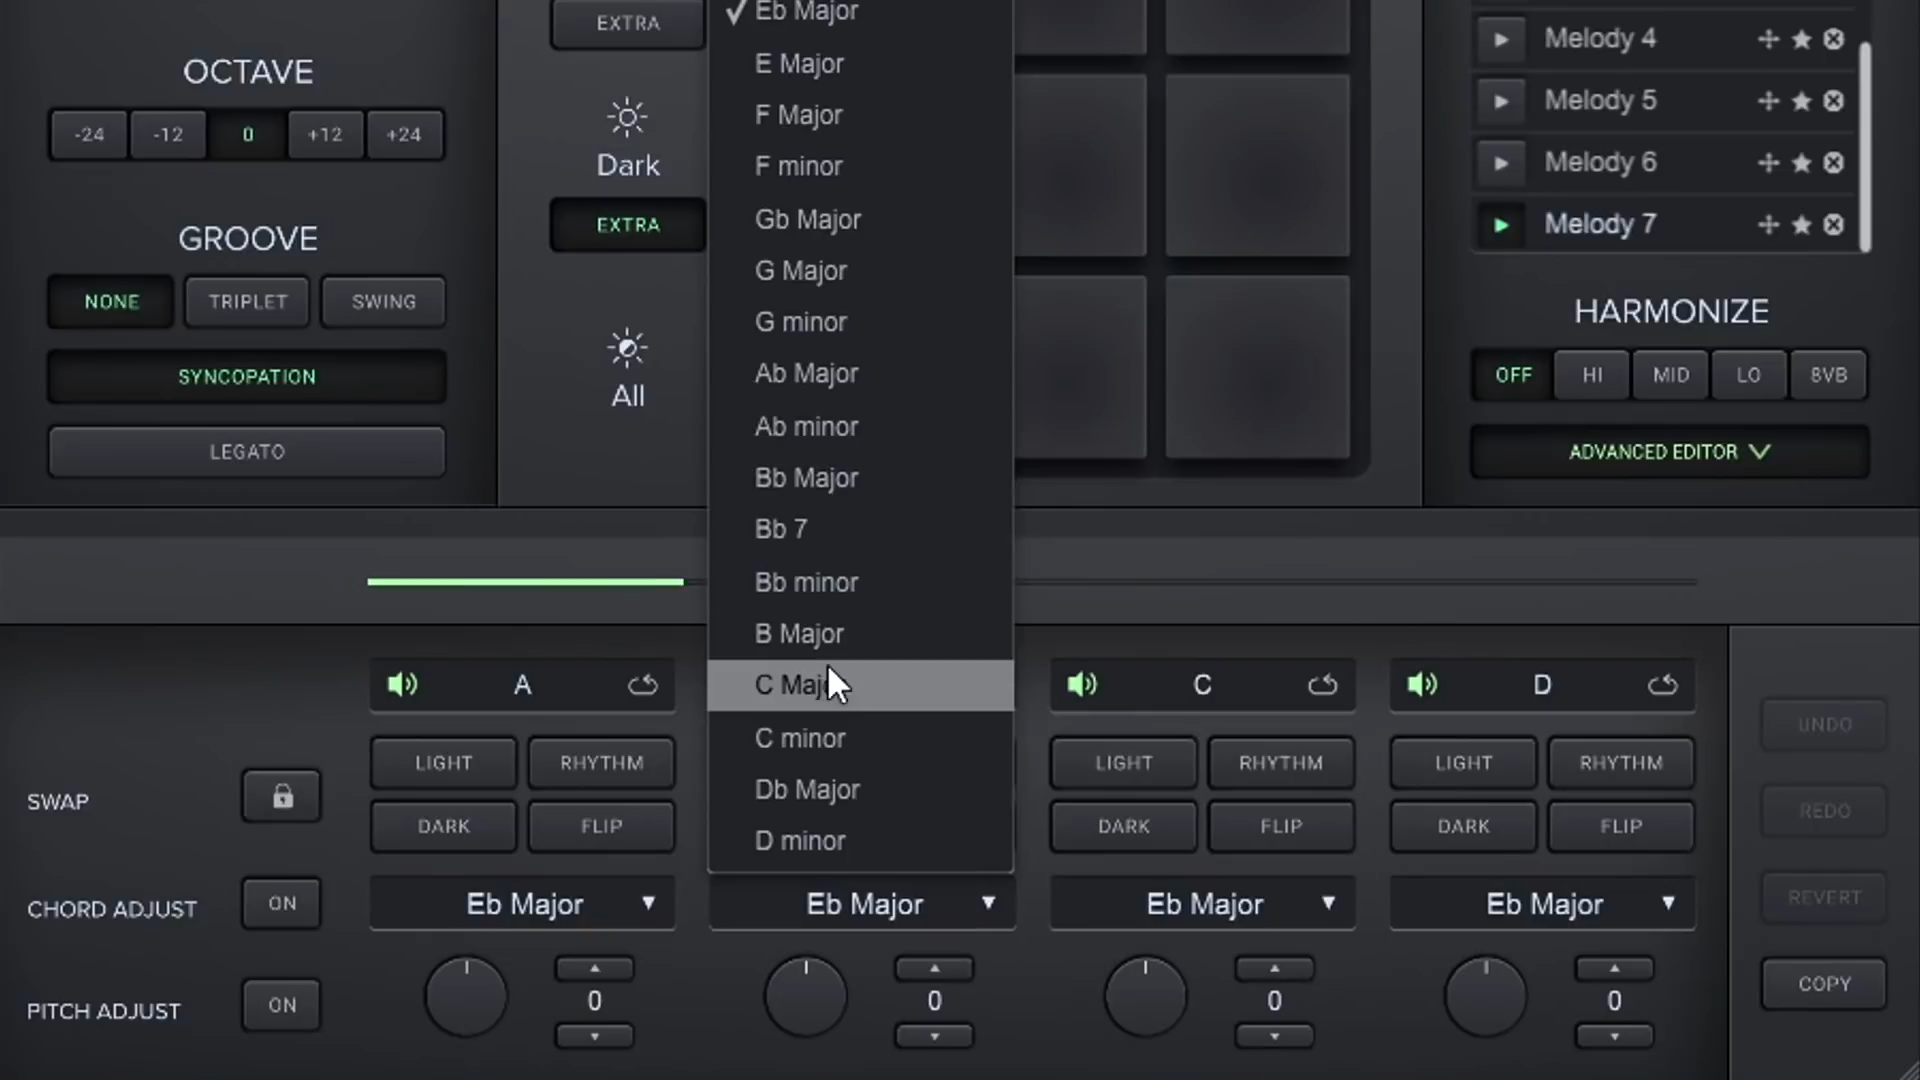 OCTAVE
-24 -12 0 +12 +24
GROOVE
NONE TRIPLET SWING
SYNCOPATION
LEGATO
EXTRA
Dark
EXTRA
All
✓ Eb Major
E Major
F Major
F minor
Gb Major
G Major
G minor
Ab Major
Ab minor
Bb Major
Bb 7
Bb minor
B Major
C Major
C minor
Db Major
D minor
Melody 4
Melody 5
Melody 6
Melody 7
HARMONIZE
OFF HI MID LO 8VB
ADVANCED EDITOR
A C D
SWAP
LIGHT RHYTHM LIGHT RHYTHM LIGHT RHYTHM
DARK FLIP DARK FLIP DARK FLIP
CHORD ADJUST ON Eb Major Eb Major Eb Major Eb Major
PITCH ADJUST ON 0 0 0 0
UNDO
REDO
REVERT
COPY